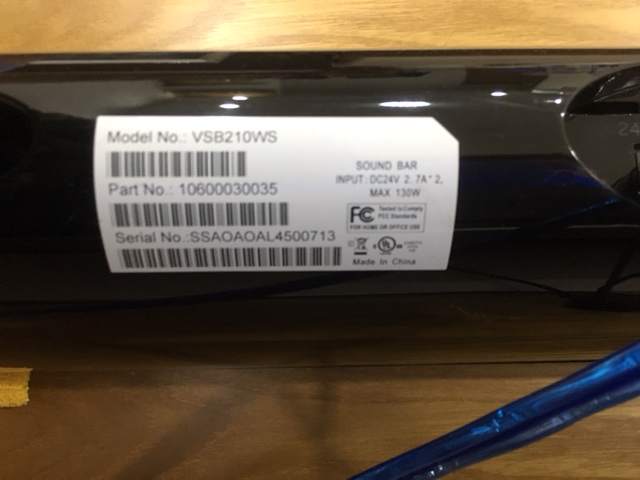 Model No.: VSB210WS
Part No.: 10600030035
Serial No.:SSAOAOAL4500713
SOUND BAR
INPUT: DC24V 2. 7A*2,
MAX 130W
FC Tested to Comply
FCC Standards
FOR HOME OR OFFICE USE
Made in China